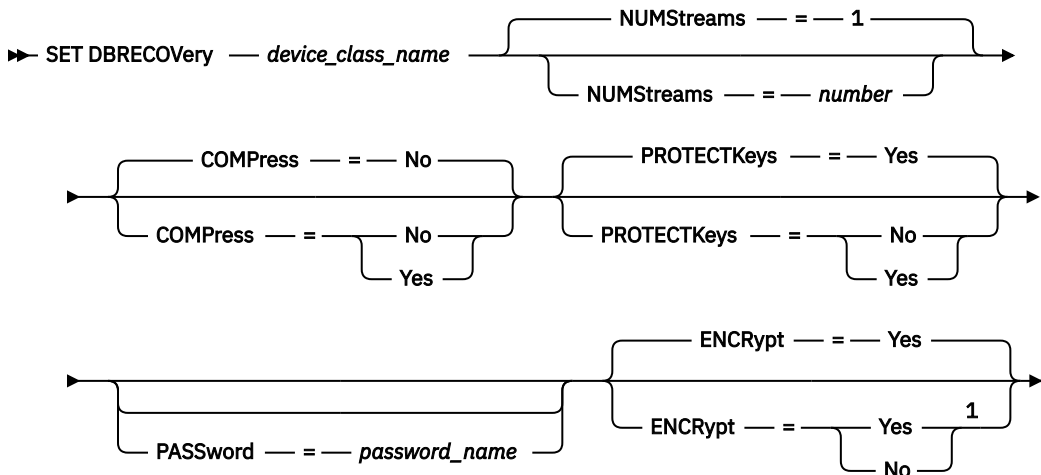 NUMStreams = 1
SET DBRECOVery device_class_name
NUMStreams = number
COMPress = No PROTECTKeys = Yes
COMPress = No PROTECTKeys = No
Yes Yes
ENCRypt = Yes
ENCRypt = Yes 1
PASSword = password_name
No